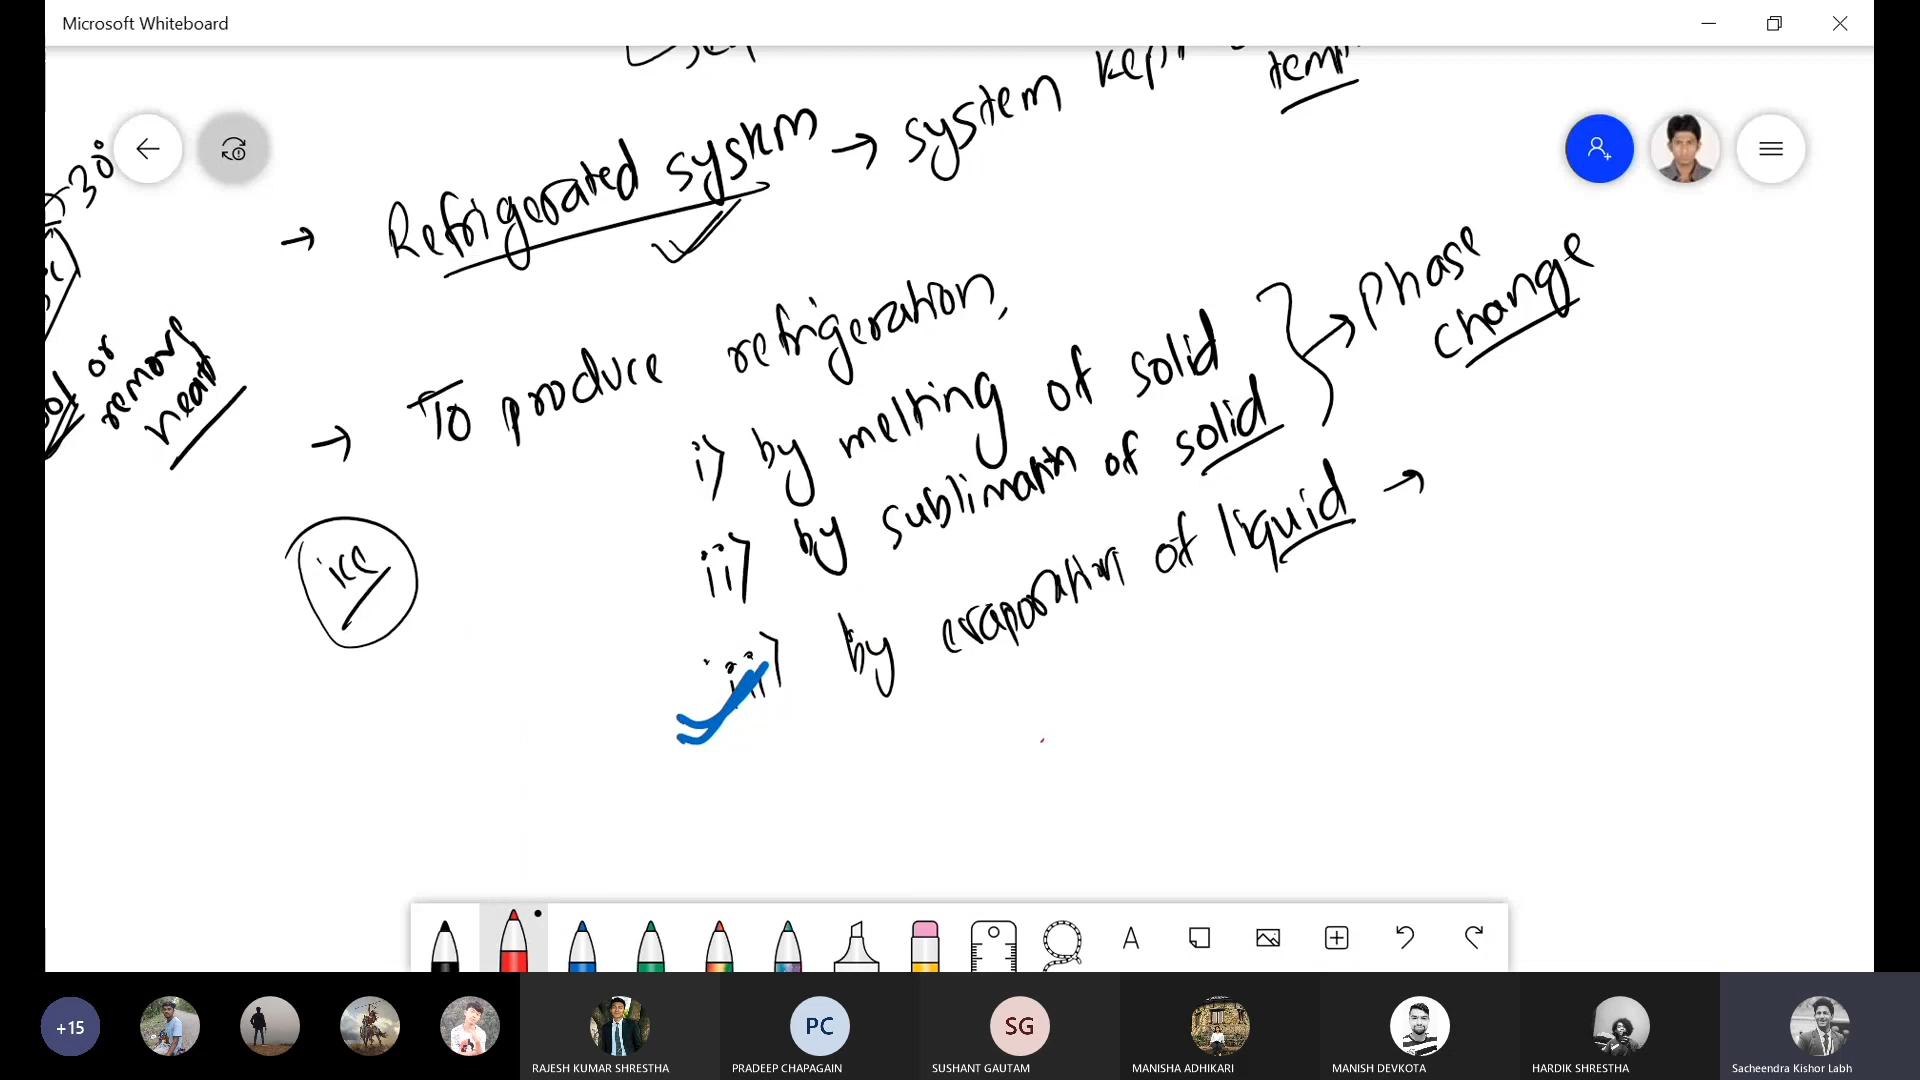 Microsoft Whiteboard
temp
30°
→ Refrigerated system → system kept
or
remove
heat
→ To produce refrigeration,
i) by melting of solid
ii) by sublimation of solid
→ Phase
change
iii) by evaporation of liquid →
ice
A
+15
PC
SG
RAJESH KUMAR SHRESTHA
PRADEEP CHAPAGAIN
SUSHANT GAUTAM
MANISHA ADHIKARI
MANISH DEVKOTA
HARDIK SHRESTHA
Sacheendra Kishor Labh